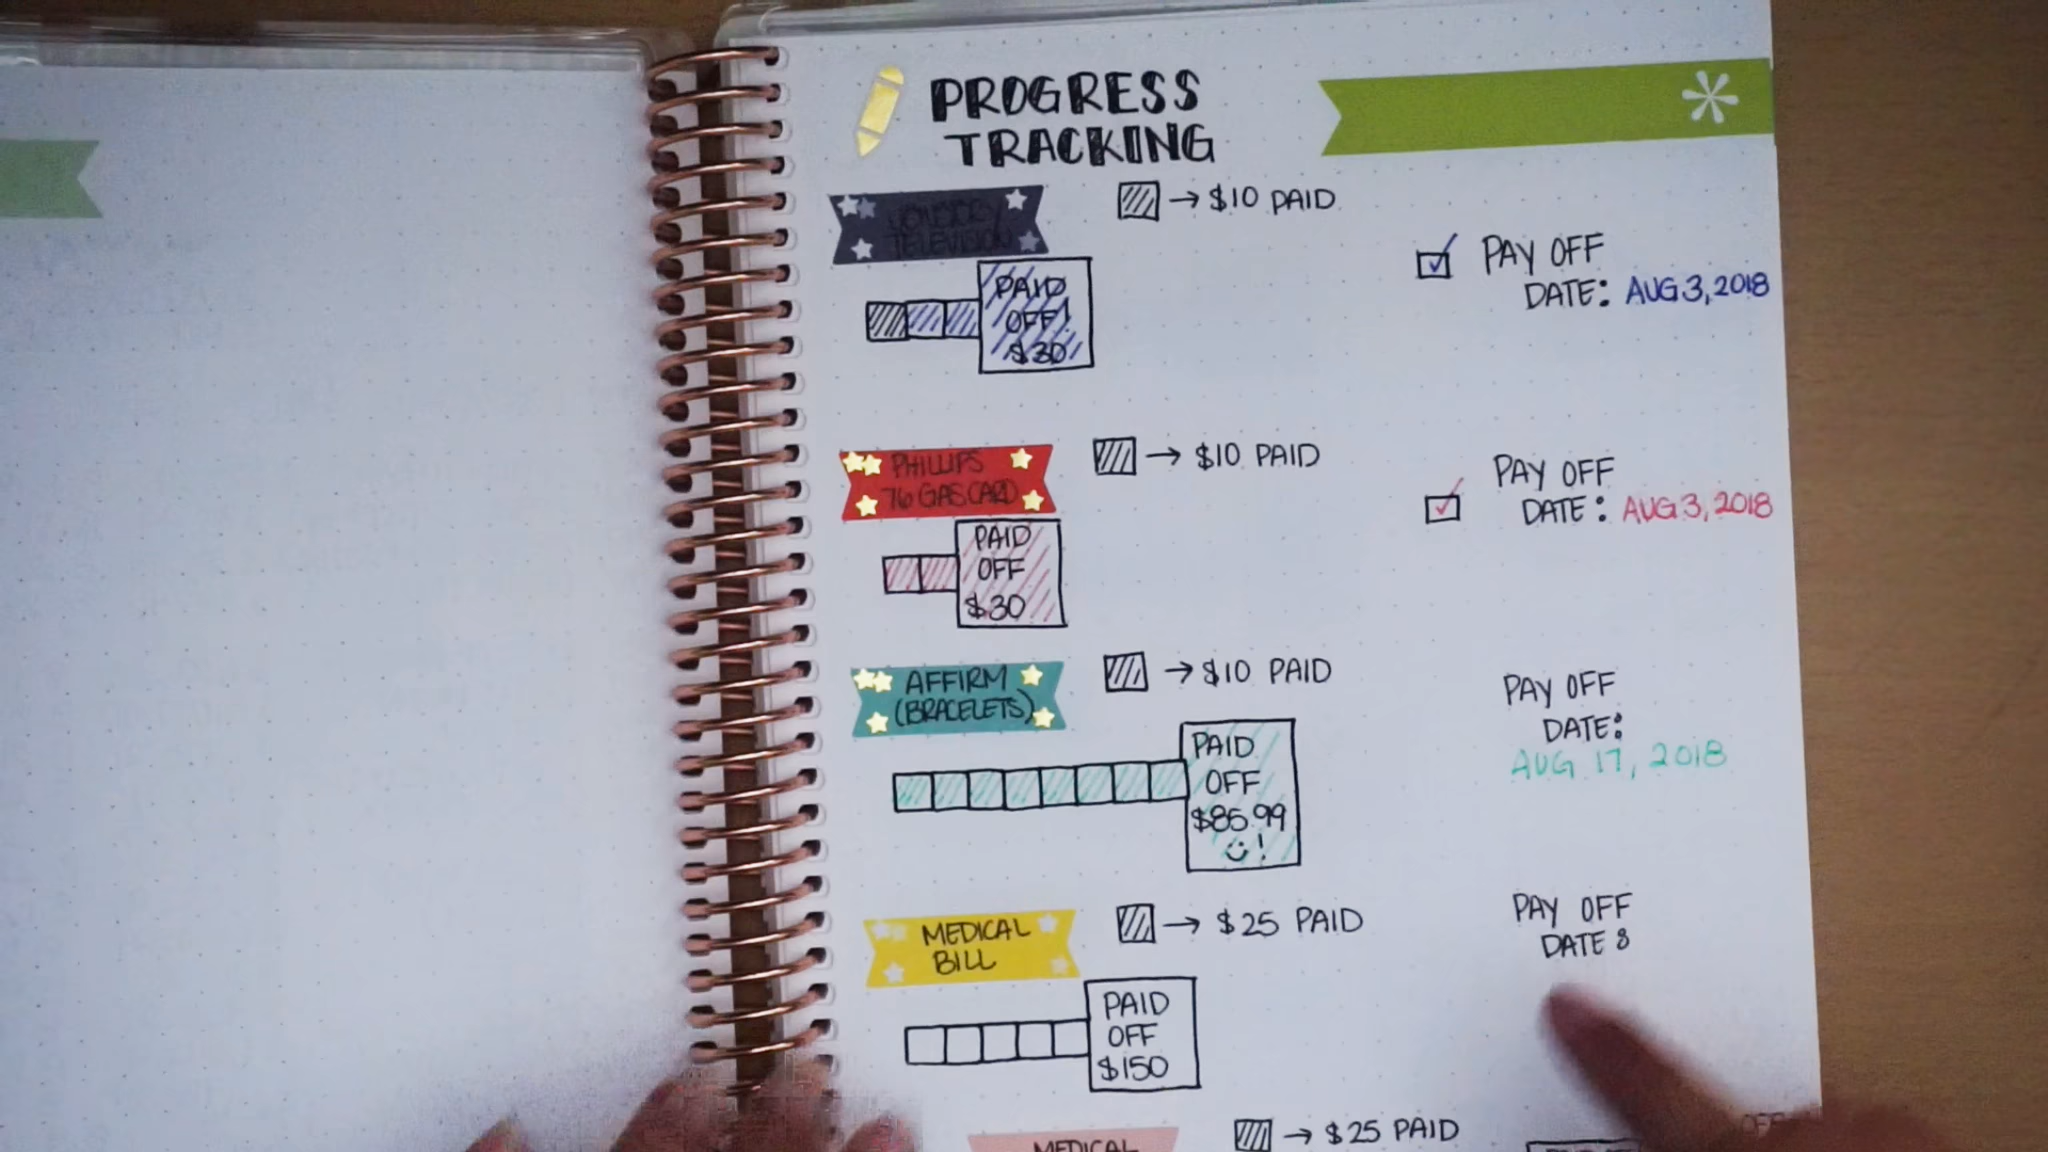 PROGRESS
TRACKING
→ $10 PAID
TELEVISION
PAY OFF
DATE: AUG 3, 2018
PAID
OFF!
$30
PHILLIPS
76 GAS CARD
→ $10 PAID
PAY OFF
DATE: AUG 3, 2018
PAID
OFF
$30
AFFIRM
(BRACELETS)
→ $10 PAID
PAY OFF
DATE:
AUG 17, 2018
PAID
OFF
$85.99
!
MEDICAL
BILL
→ $25 PAID
PAY OFF
DATE:
PAID
OFF
$150
MEDICAL
→ $25 PAID